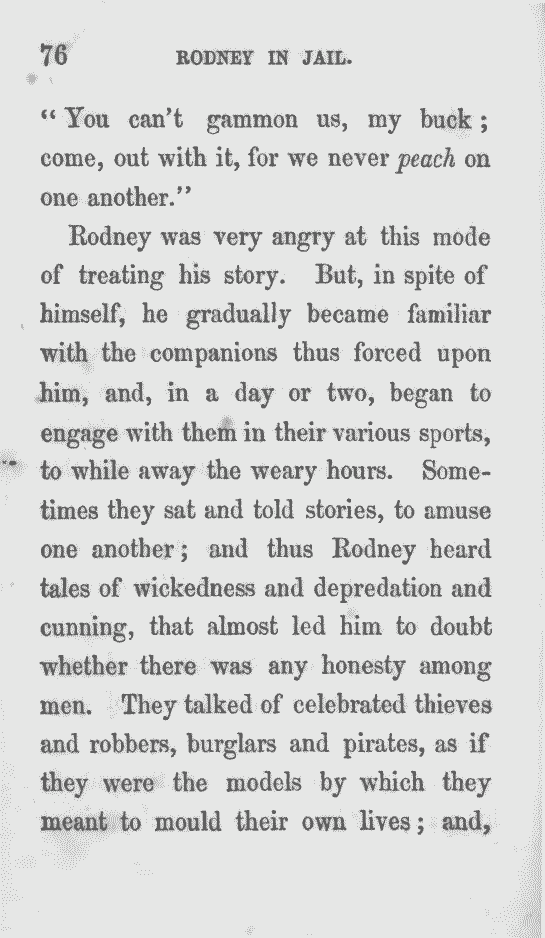 76 RODNEY IN JAIL.
“ You can't gammon us, my buck ;
come, out with it, for we never peach on
one another.”
Rodney was very angry at this mode
of treating his story. But, in spite of
himself, he gradually became familiar
with the companions thus forced upon
him, and, in a day or two, began to
engage with them in their various sports,
to while away the weary hours. Some-
times they sat and told stories, to amuse
one another ; and thus Rodney heard
tales of wickedness and depredation and
cunning, that almost led him to doubt
whether there was any honesty among
men. They talked of celebrated thieves
and robbers, burglars and pirates, as if
they were the models by which they
meant to mould their own lives ; and,